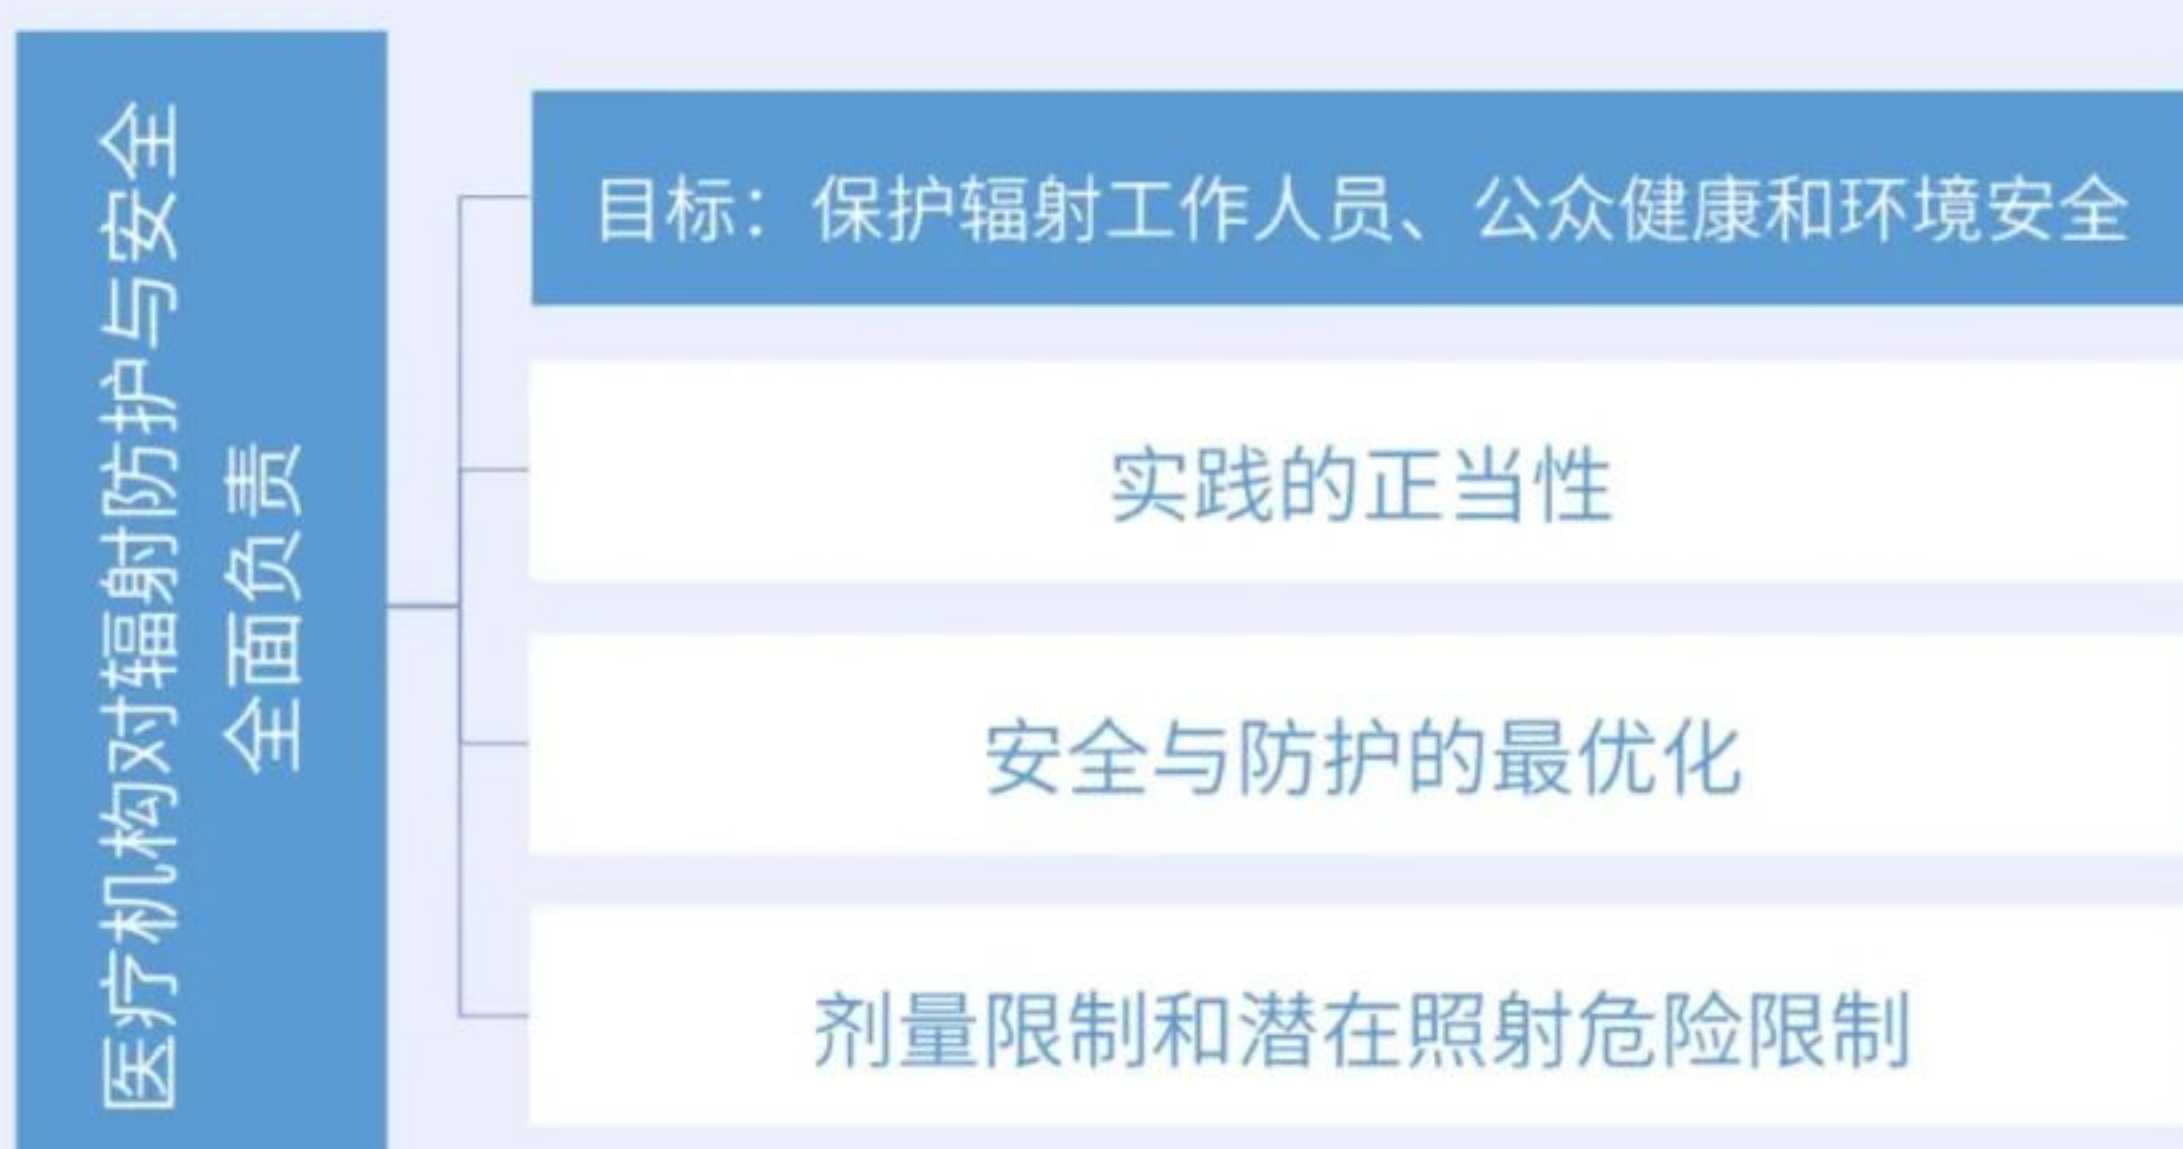 医疗机构对辐射防护与安全
全面负责
目标：保护辐射工作人员、公众健康和环境安全
实践的正当性
安全与防护的最优化
剂量限制和潜在照射危险限制